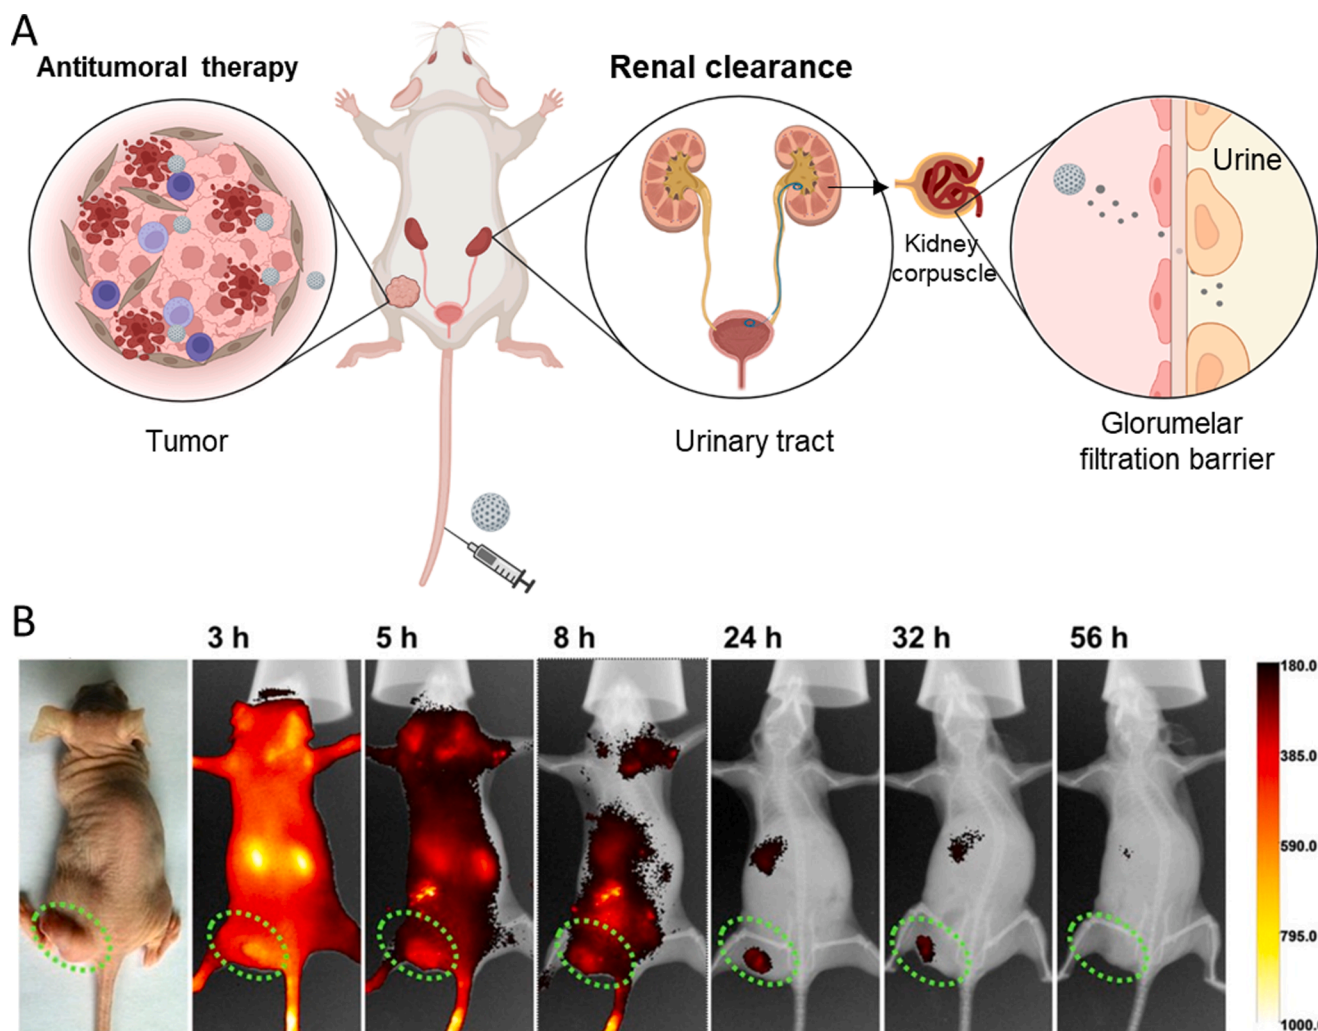 A
Antitumoral therapy
Renal clearance
Urine
Kidney
corpuscle
Tumor
Urinary tract
Glorumelar
filtration barrier
B
3 h
5 h
8 h
24 h
32 h
56 h
180.0
385.0
590.0
795.0
1000.